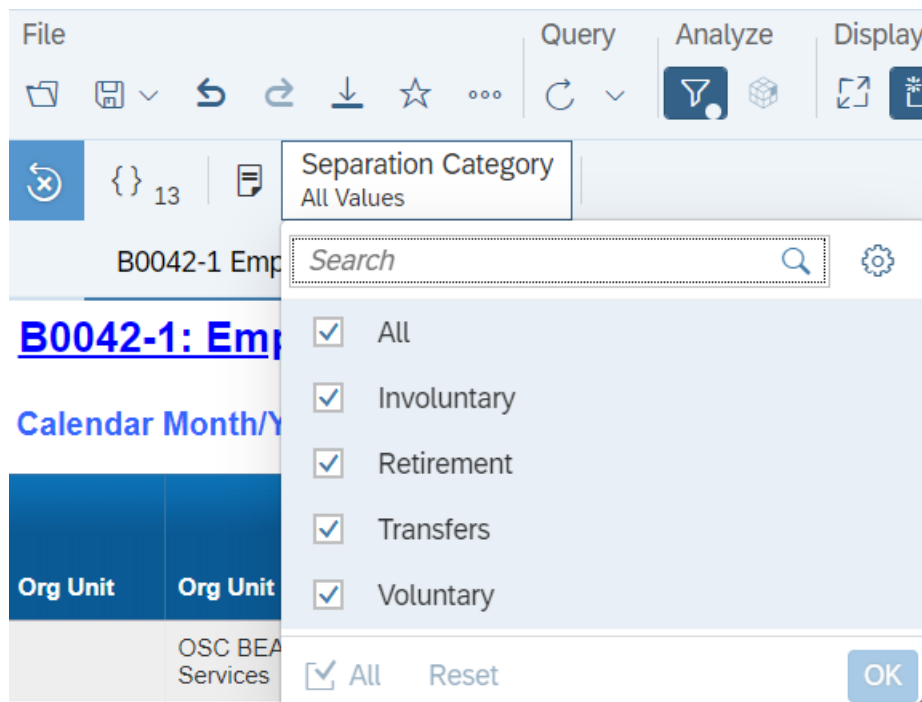 File Query Analyze Display
{} 13
Separation Category
All Values
B0042-1 Emp
Search
B0042-1: Emp
All
Involuntary
Calendar Month/Y
Retirement
Transfers
Org Unit Org Unit
Voluntary
OSC BEA
Services
All Reset OK